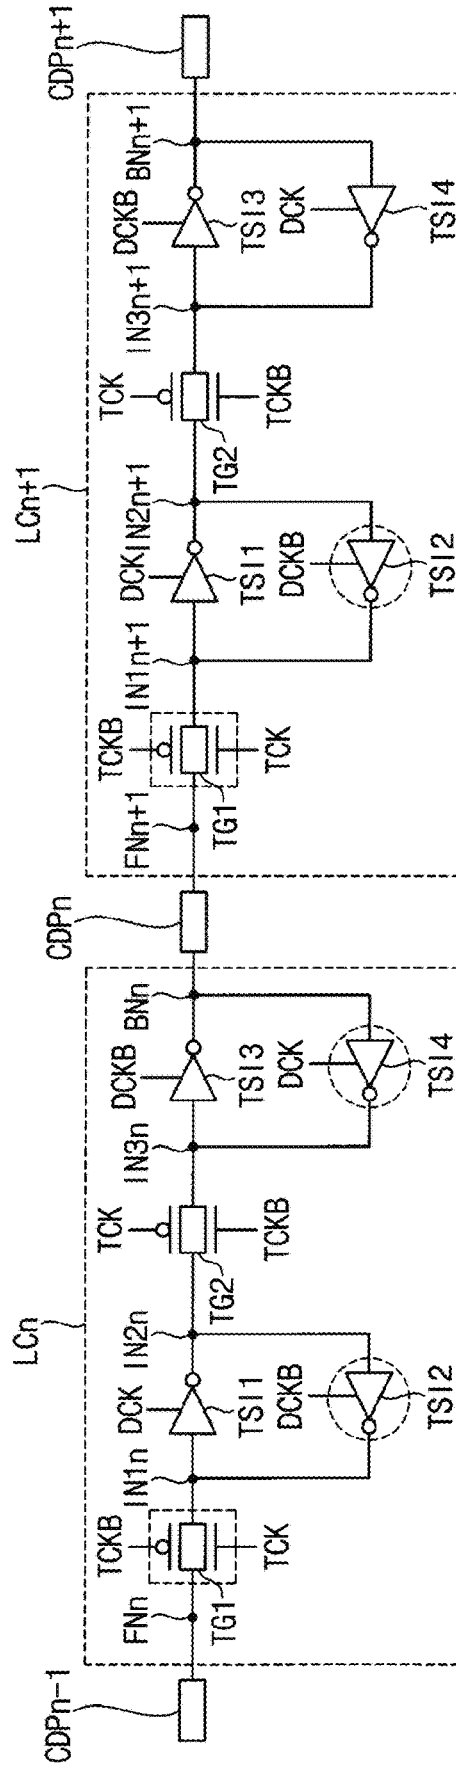 LCn
LCn+1
CDPn-1
CDPn
CDPn+1
FNn
TCKB
TCK
TG1
IN1n
DCK
TSI1
DCKB
TSI2
IN2n
TCK
TCKB
TG2
IN3n
DCKB
TSI3
DCK
TSI4
BNn
FNn+1
TCKB
TCK
TG1
IN1n+1
DCK
TSI1
DCKB
TSI2
IN2n+1
TCK
TCKB
TG2
IN3n+1
DCKB
TSI3
DCK
TSI4
BNn+1